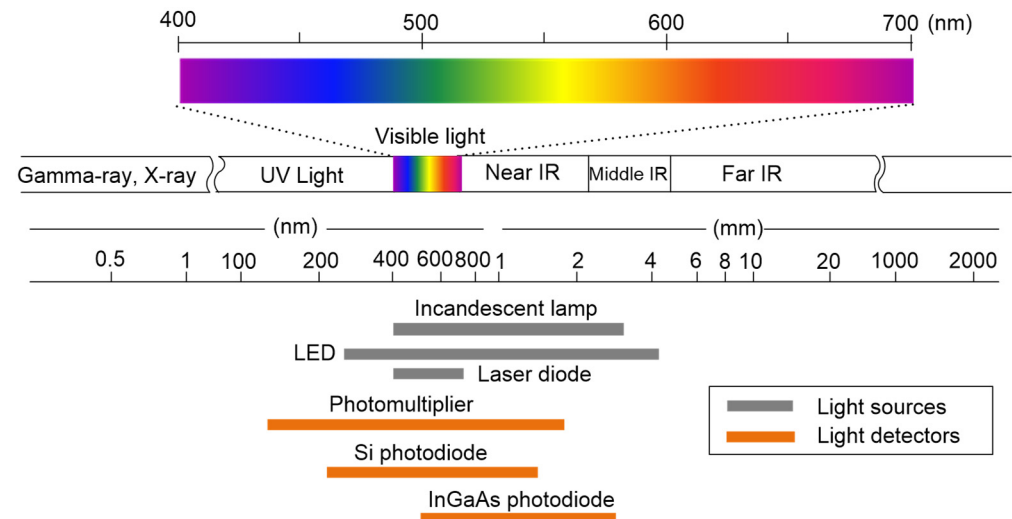 400 500 600 700 (nm)
Visible light
Gamma-ray, X-ray UV Light Near IR Middle IR Far IR
(nm) (mm)
0.5 1 100 200 400 600 800 1 2 4 6 8 10 20 1000 2000
Incandescent lamp
LED
Laser diode
Photomultiplier
Si photodiode
InGaAs photodiode
Light sources
Light detectors